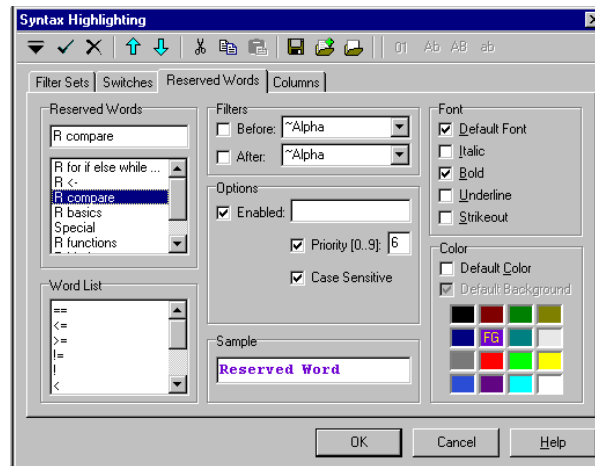 Syntax Highlighting
01 Ab AB ab
Filter Sets Switches Reserved Words Columns
Reserved Words
R compare
R for if else while ...
R <-
R compare
R basics
Special
R functions
Word List
==
<=
>=
!=
!
<
Filters
Before: ~Alpha
After: ~Alpha
Options
Enabled:
Priority [0..9]: 6
Case Sensitive
Sample
Reserved Word
Font
Default Font
Italic
Bold
Underline
Strikeout
Color
Default Color
Default Background
FG
OK Cancel Help